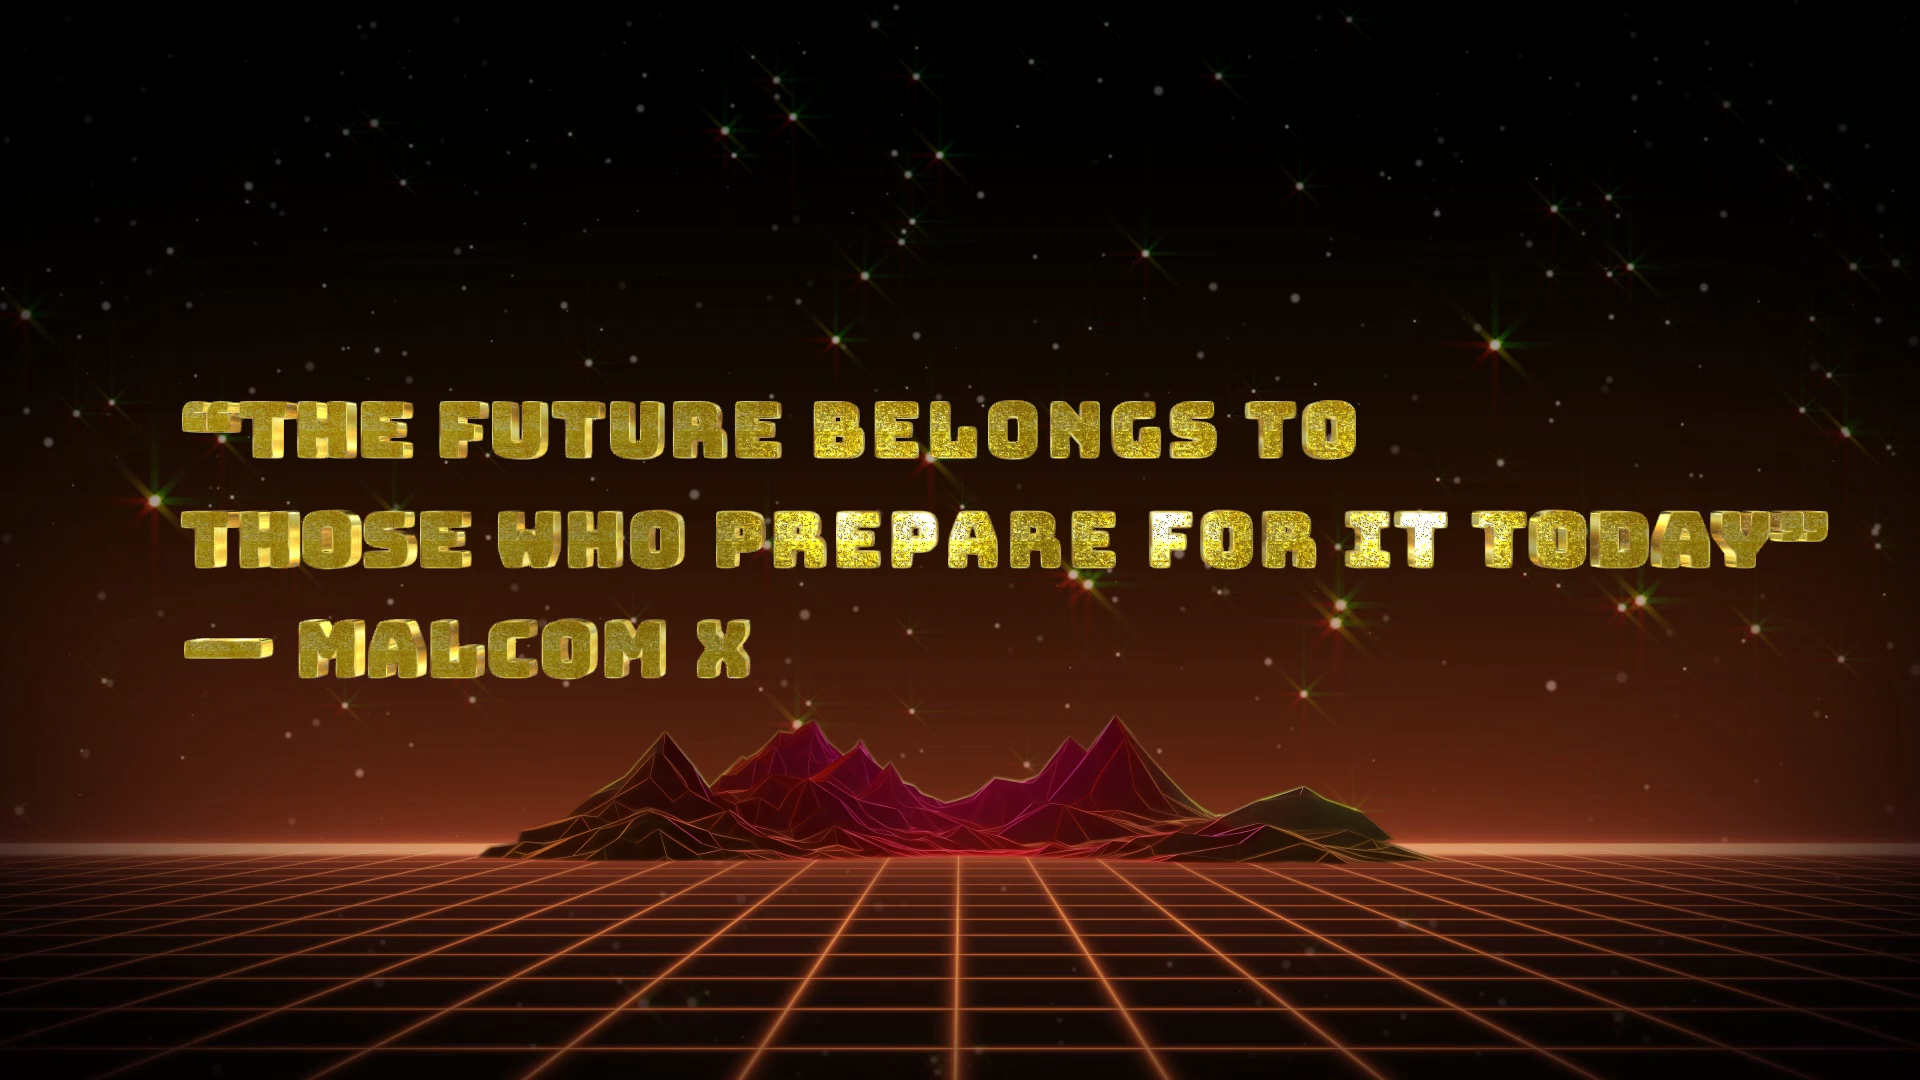 “THE FUTURE BELONGS TO
THOSE WHO PREPARE FOR IT TODAY”
— MALCOM X